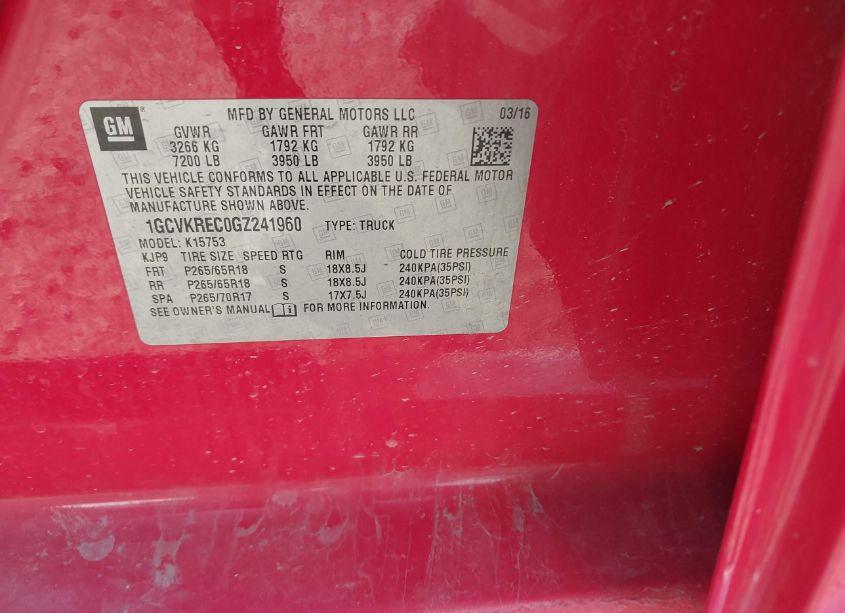 GM
MFD BY GENERAL MOTORS LLC 03/16
GVWR GAWR FRT GAWR RR
3266 KG 1792 KG 1792 KG
7200 LB 3950 LB 3950 LB
THIS VEHICLE CONFORMS TO ALL APPLICABLE U.S. FEDERAL MOTOR
VEHICLE SAFETY STANDARDS IN EFFECT ON THE DATE OF
MANUFACTURE SHOWN ABOVE.
1GCVKREC0GZ241960 TYPE: TRUCK
MODEL: K15753
KJP9 TIRE SIZE SPEED RTG RIM COLD TIRE PRESSURE
FRT P265/65R18 S 18X8.5J 240KPA(35PSI)
RR P265/65R18 S 18X8.5J 240KPA(35PSI)
SPA P265/70R17 S 17X7.5J 240KPA(35PSI)
SEE OWNER'S MANUAL FOR MORE INFORMATION.